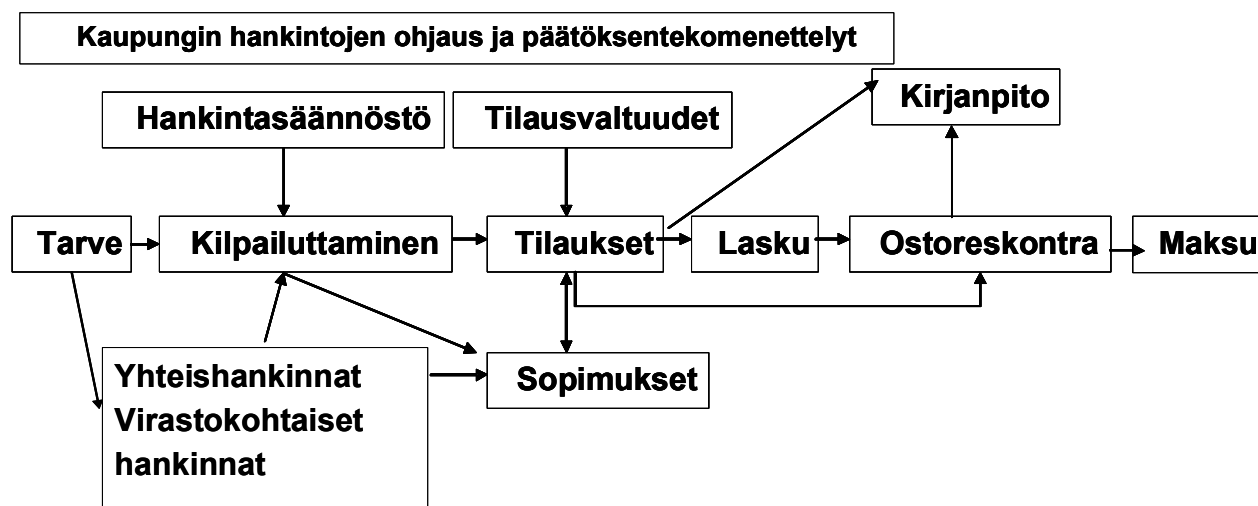 Kaupungin hankintojen ohjaus ja päätöksentekomenettelyt
Kirjanpito
Hankintasäännöstö
Tilausvaltuudet
Tarve
Kilpailuttaminen
Tilaukset
Lasku
Ostoreskontra
Maksu
Yhteishankinnat
Virastokohtaiset
hankinnat
Sopimukset